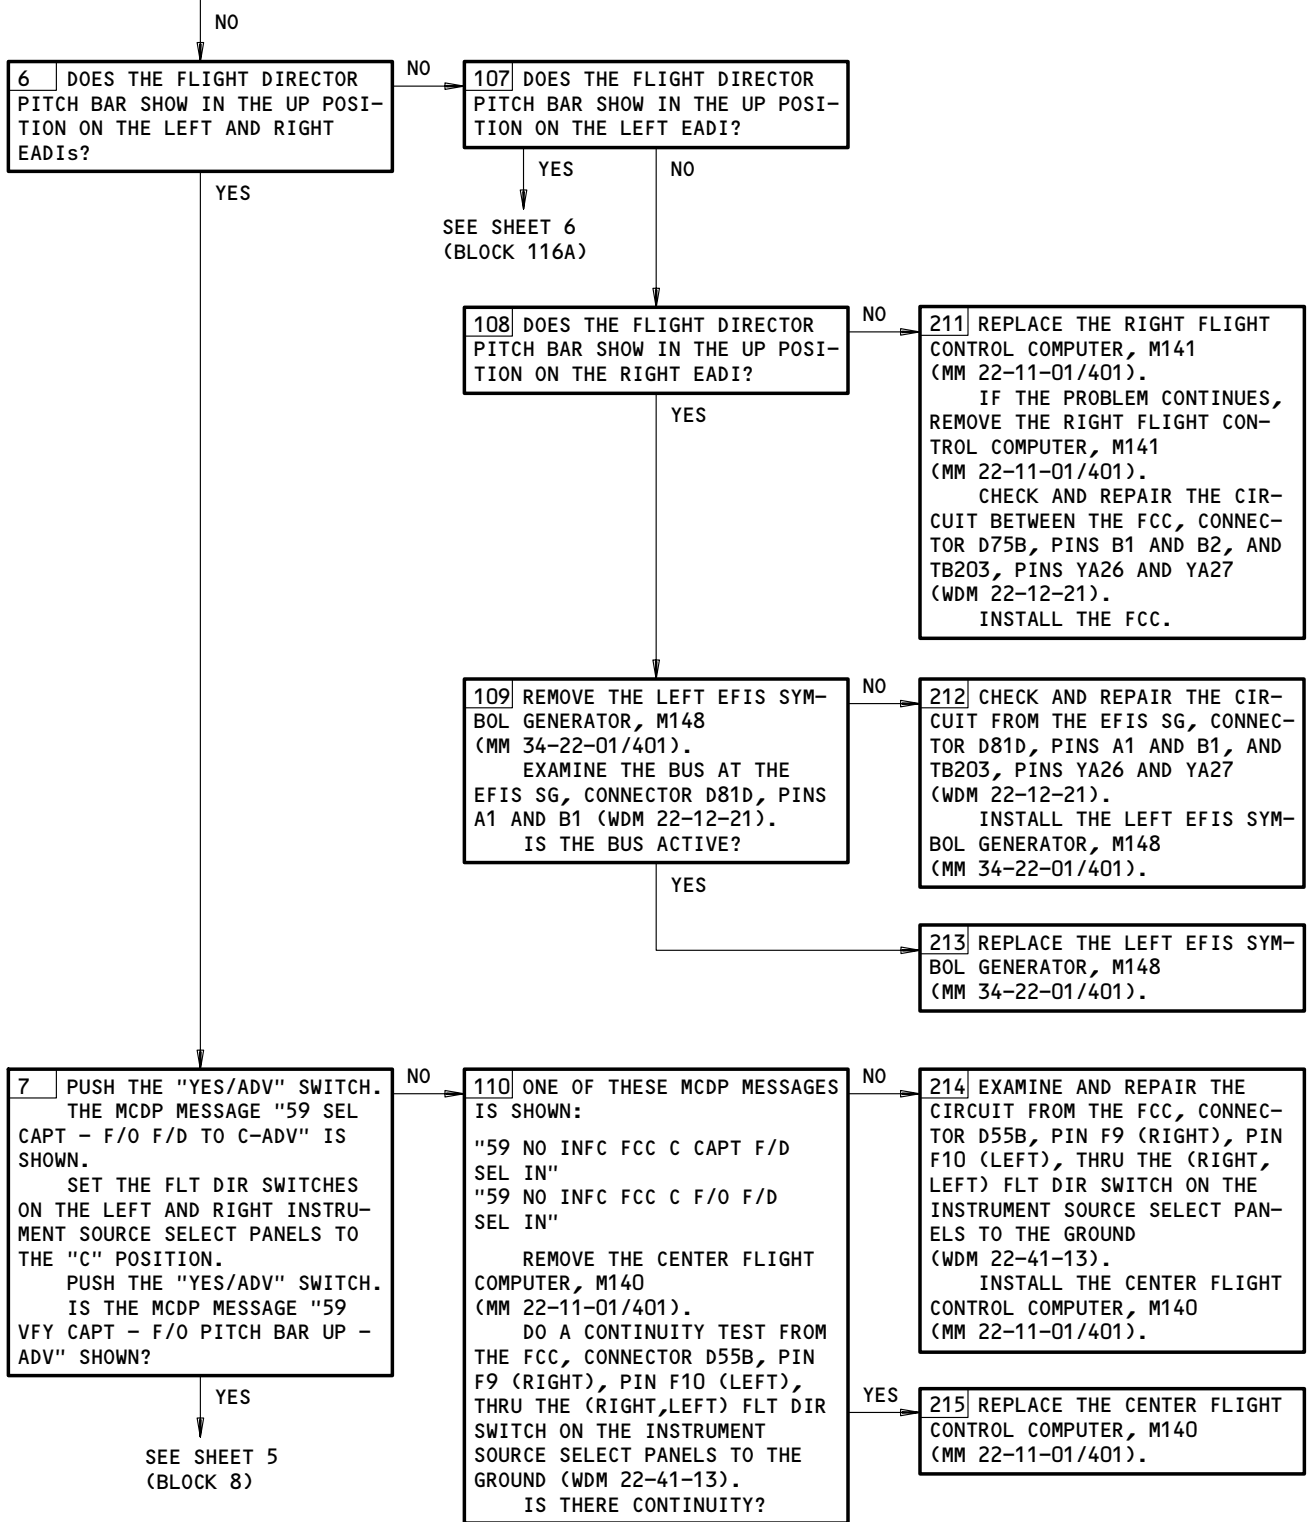 NO
6 DOES THE FLIGHT DIRECTOR
PITCH BAR SHOW IN THE UP POSI-
TION ON THE LEFT AND RIGHT
EADIs?
NO
YES
107 DOES THE FLIGHT DIRECTOR
PITCH BAR SHOW IN THE UP POSI-
TION ON THE LEFT EADI?
YES
NO
SEE SHEET 6
(BLOCK 116A)
108 DOES THE FLIGHT DIRECTOR
PITCH BAR SHOW IN THE UP POSI-
TION ON THE RIGHT EADI?
NO
YES
211 REPLACE THE RIGHT FLIGHT
CONTROL COMPUTER, M141
(MM 22-11-01/401).
IF THE PROBLEM CONTINUES,
REMOVE THE RIGHT FLIGHT CON-
TROL COMPUTER, M141
(MM 22-11-01/401).
CHECK AND REPAIR THE CIR-
CUIT BETWEEN THE FCC, CONNEC-
TOR D75B, PINS B1 AND B2, AND
TB203, PINS YA26 AND YA27
(WDM 22-12-21).
INSTALL THE FCC.
109 REMOVE THE LEFT EFIS SYM-
BOL GENERATOR, M148
(MM 34-22-01/401).
EXAMINE THE BUS AT THE
EFIS SG, CONNECTOR D81D, PINS
A1 AND B1 (WDM 22-12-21).
IS THE BUS ACTIVE?
NO
YES
212 CHECK AND REPAIR THE CIR-
CUIT FROM THE EFIS SG, CONNEC-
TOR D81D, PINS A1 AND B1, AND
TB203, PINS YA26 AND YA27
(WDM 22-12-21).
INSTALL THE LEFT EFIS SYM-
BOL GENERATOR, M148
(MM 34-22-01/401).
213 REPLACE THE LEFT EFIS SYM-
BOL GENERATOR, M148
(MM 34-22-01/401).
7 PUSH THE "YES/ADV" SWITCH.
THE MCDP MESSAGE "59 SEL
CAPT - F/O F/D TO C-ADV" IS
SHOWN.
SET THE FLT DIR SWITCHES
ON THE LEFT AND RIGHT INSTRU-
MENT SOURCE SELECT PANELS TO
THE "C" POSITION.
PUSH THE "YES/ADV" SWITCH.
IS THE MCDP MESSAGE "59
VFY CAPT - F/O PITCH BAR UP -
ADV" SHOWN?
NO
YES
SEE SHEET 5
(BLOCK 8)
110 ONE OF THESE MCDP MESSAGES
IS SHOWN:
"59 NO INFC FCC C CAPT F/D
SEL IN"
"59 NO INFC FCC C F/O F/D
SEL IN"
REMOVE THE CENTER FLIGHT
COMPUTER, M140
(MM 22-11-01/401).
DO A CONTINUITY TEST FROM
THE FCC, CONNECTOR D55B, PIN
F9 (RIGHT), PIN F10 (LEFT),
THRU THE (RIGHT,LEFT) FLT DIR
SWITCH ON THE INSTRUMENT
SOURCE SELECT PANELS TO THE
GROUND (WDM 22-41-13).
IS THERE CONTINUITY?
NO
YES
214 EXAMINE AND REPAIR THE
CIRCUIT FROM THE FCC, CONNEC-
TOR D55B, PIN F9 (RIGHT), PIN
F10 (LEFT), THRU THE (RIGHT,
LEFT) FLT DIR SWITCH ON THE
INSTRUMENT SOURCE SELECT PAN-
ELS TO THE GROUND
(WDM 22-41-13).
INSTALL THE CENTER FLIGHT
CONTROL COMPUTER, M140
(MM 22-11-01/401).
215 REPLACE THE CENTER FLIGHT
CONTROL COMPUTER, M140
(MM 22-11-01/401).